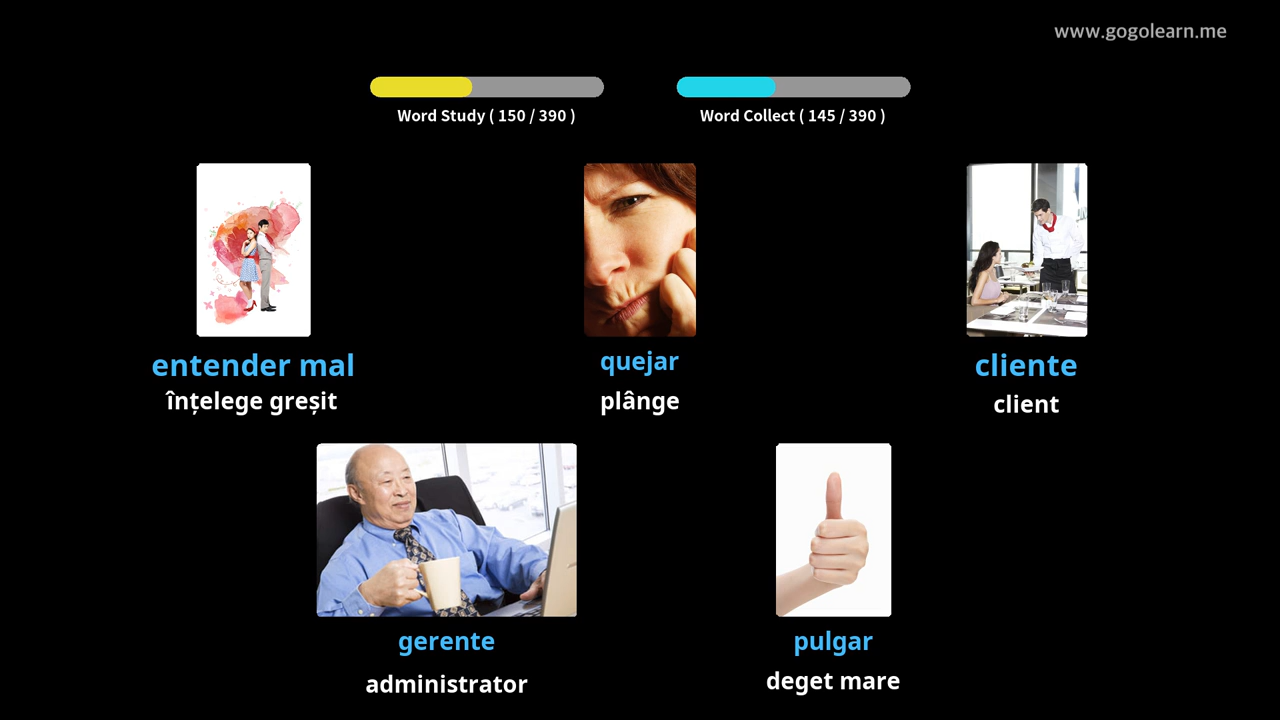 www.gogolearn.me
Word Study ( 150 / 390 )
Word Collect ( 145 / 390 )
entender mal
înțelege greșit
quejar
plânge
cliente
client
gerente
administrator
pulgar
deget mare